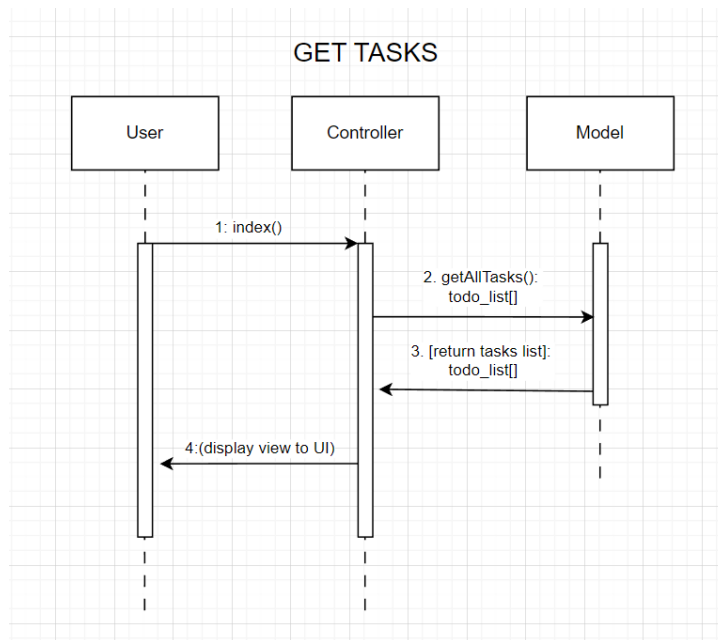 GET TASKS
User
Controller
Model
1: index()
2. getAllTasks():
todo_list[]
3. [return tasks list]:
todo_list[]
4:(display view to UI)